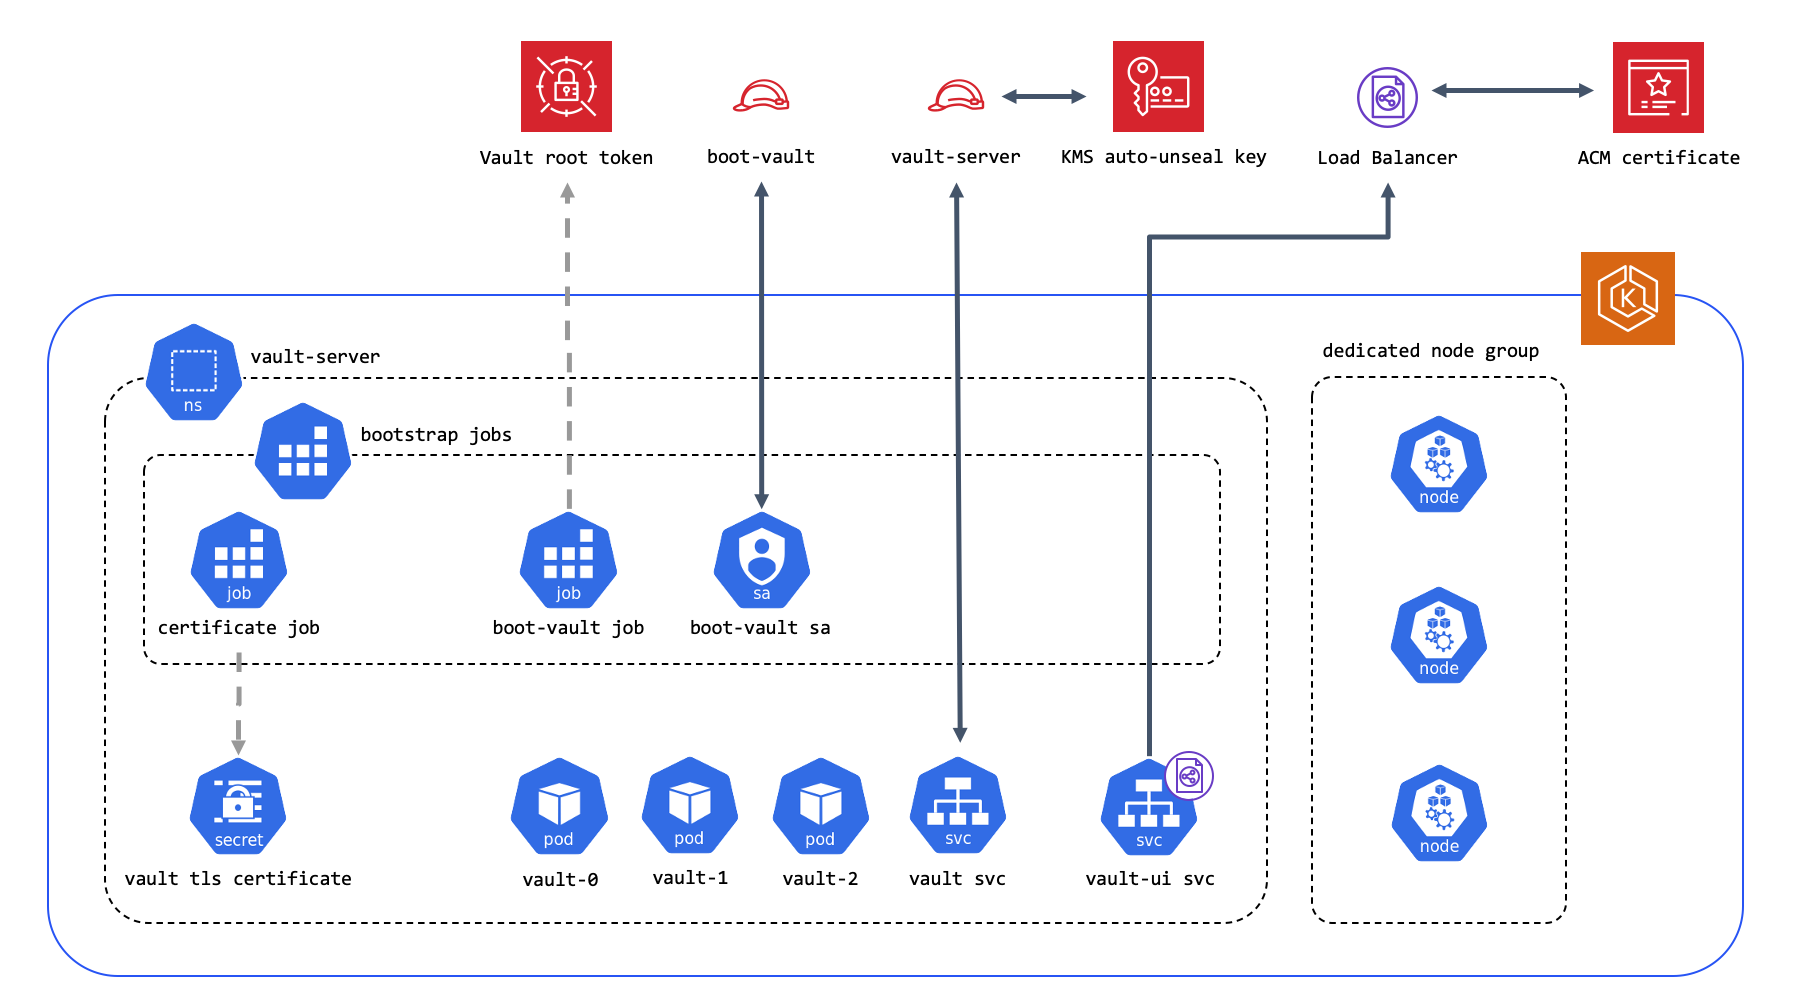 Vault root token
boot-vault
vault-server
KMS auto-unseal key
Load Balancer
ACM certificate
K
vault-server
ns
dedicated node group
bootstrap jobs
node
job
certificate job
job
boot-vault job
sa
boot-vault sa
node
secret
vault tls certificate
pod
vault-0
pod
vault-1
pod
vault-2
svc
vault svc
svc
vault-ui svc
node